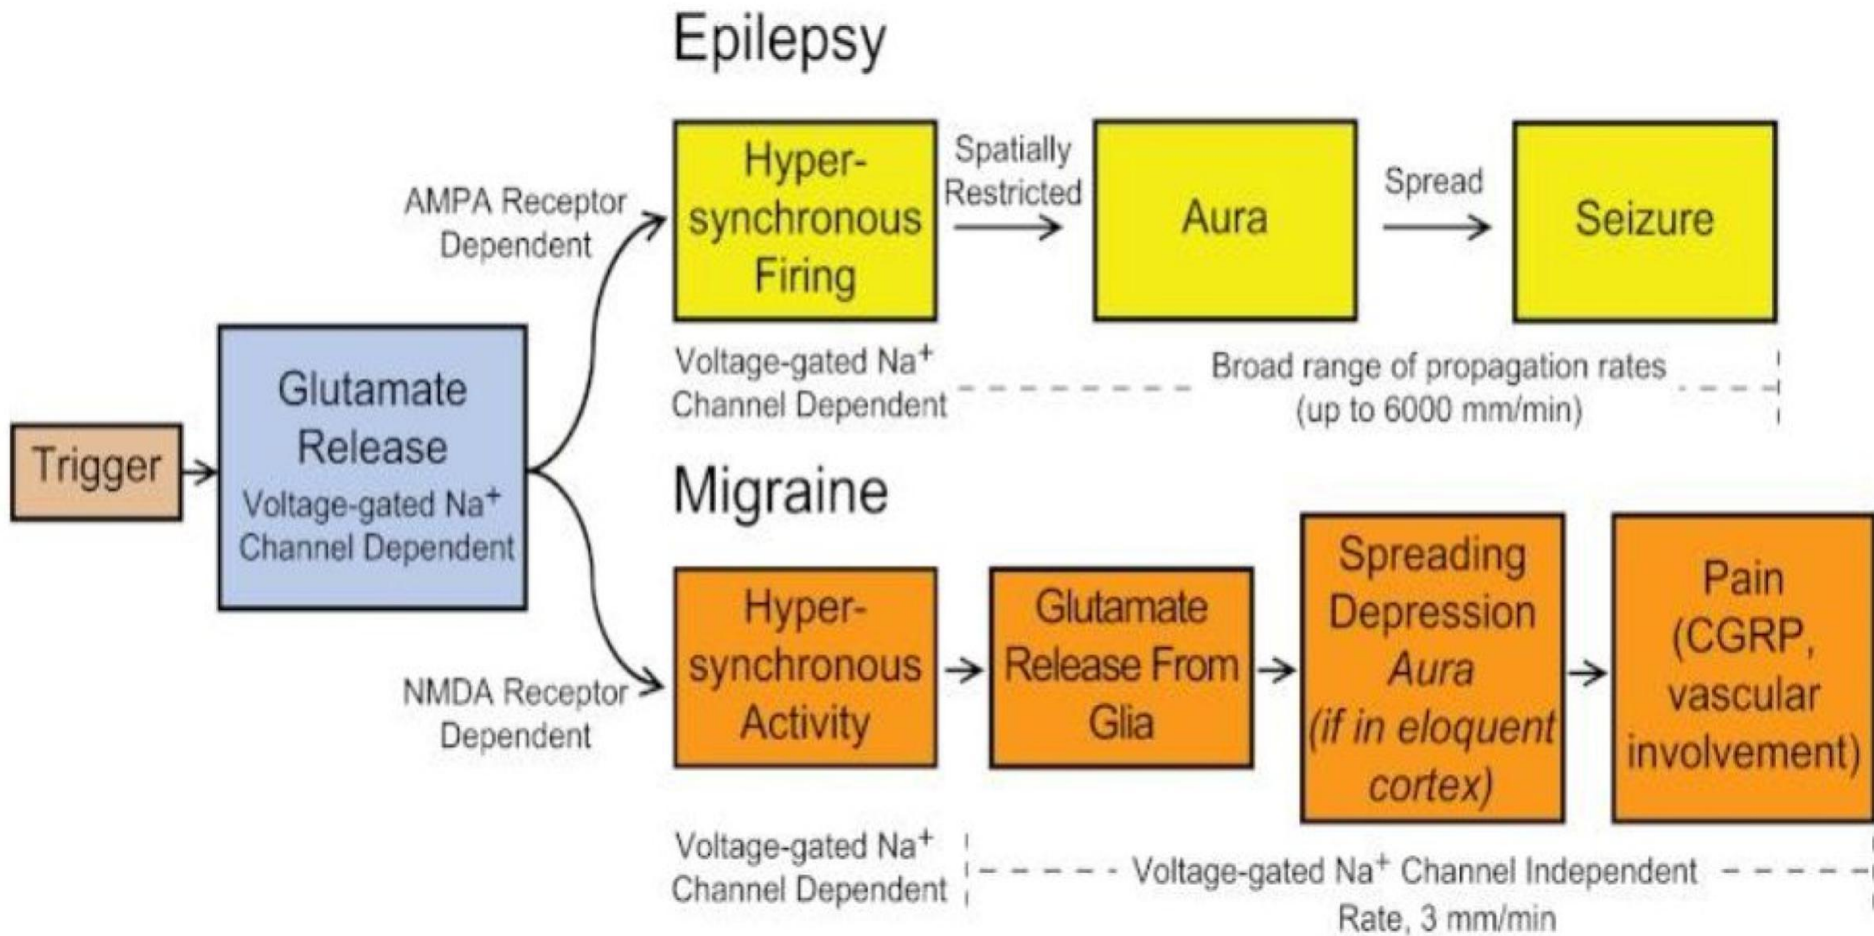 Epilepsy
Trigger
Glutamate
Release
Voltage-gated Na⁺
Channel Dependent
AMPA Receptor
Dependent
Hyper-
synchronous
Firing
Spatially
Restricted
Aura
Spread
Seizure
Voltage-gated Na⁺
Channel Dependent
Broad range of propagation rates
(up to 6000 mm/min)
Migraine
NMDA Receptor
Dependent
Hyper-
synchronous
Activity
Glutamate
Release From
Glia
Spreading
Depression
Aura
(if in eloquent
cortex)
Pain
(CGRP,
vascular
involvement)
Voltage-gated Na⁺
Channel Dependent
Voltage-gated Na⁺ Channel Independent
Rate, 3 mm/min